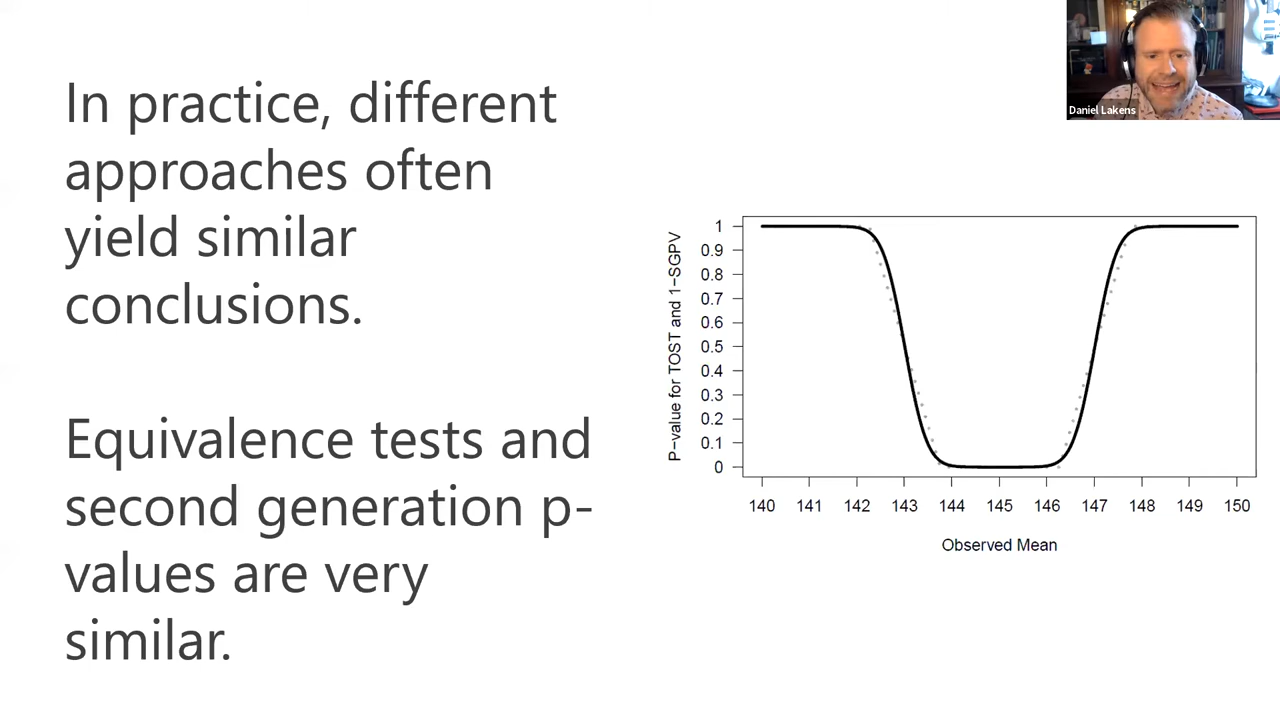 In practice, different
approaches often
yield similar
conclusions.
Equivalence tests and
second generation p-
values are very
similar.
Daniel Lakens
P-value for TOST and 1-SGPV
1
0.9
0.8
0.7
0.6
0.5
0.4
0.3
0.2
0.1
0
140 141 142 143 144 145 146 147 148 149 150
Observed Mean